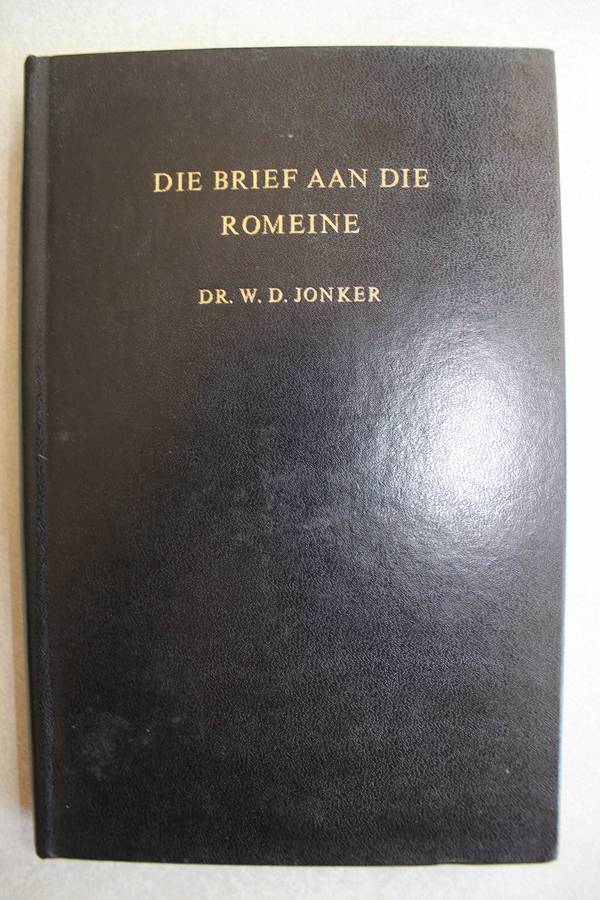 DIE BRIEF AAN DIE
ROMEINE
DR. W. D. JONKER